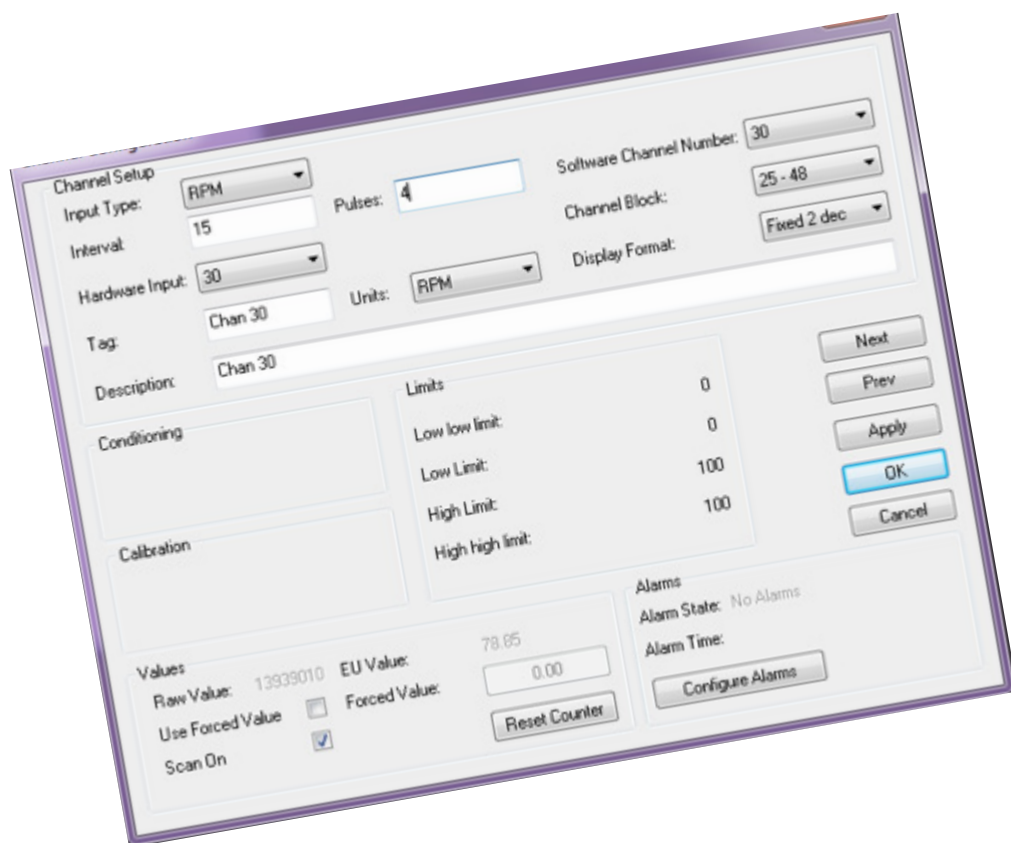 Channel Setup
Input Type: RPM Pulses: 4 Software Channel Number: 30
Interval: 15 Channel Block: 25 - 48
Hardware Input: 30 Units: RPM Display Format: Fixed 2 dec
Tag: Chan 30
Description: Chan 30
Conditioning
Calibration
Limits
Low low limit: 0
Low Limit: 0
High Limit: 100
High high limit: 100
Next
Prev
Apply
OK
Cancel
Values
Raw Value: 13939010 EU Value: 78.85
Use Forced Value Forced Value: 0.00
Scan On Reset Counter
Alarms
Alarm State: No Alarms
Alarm Time:
Configure Alarms